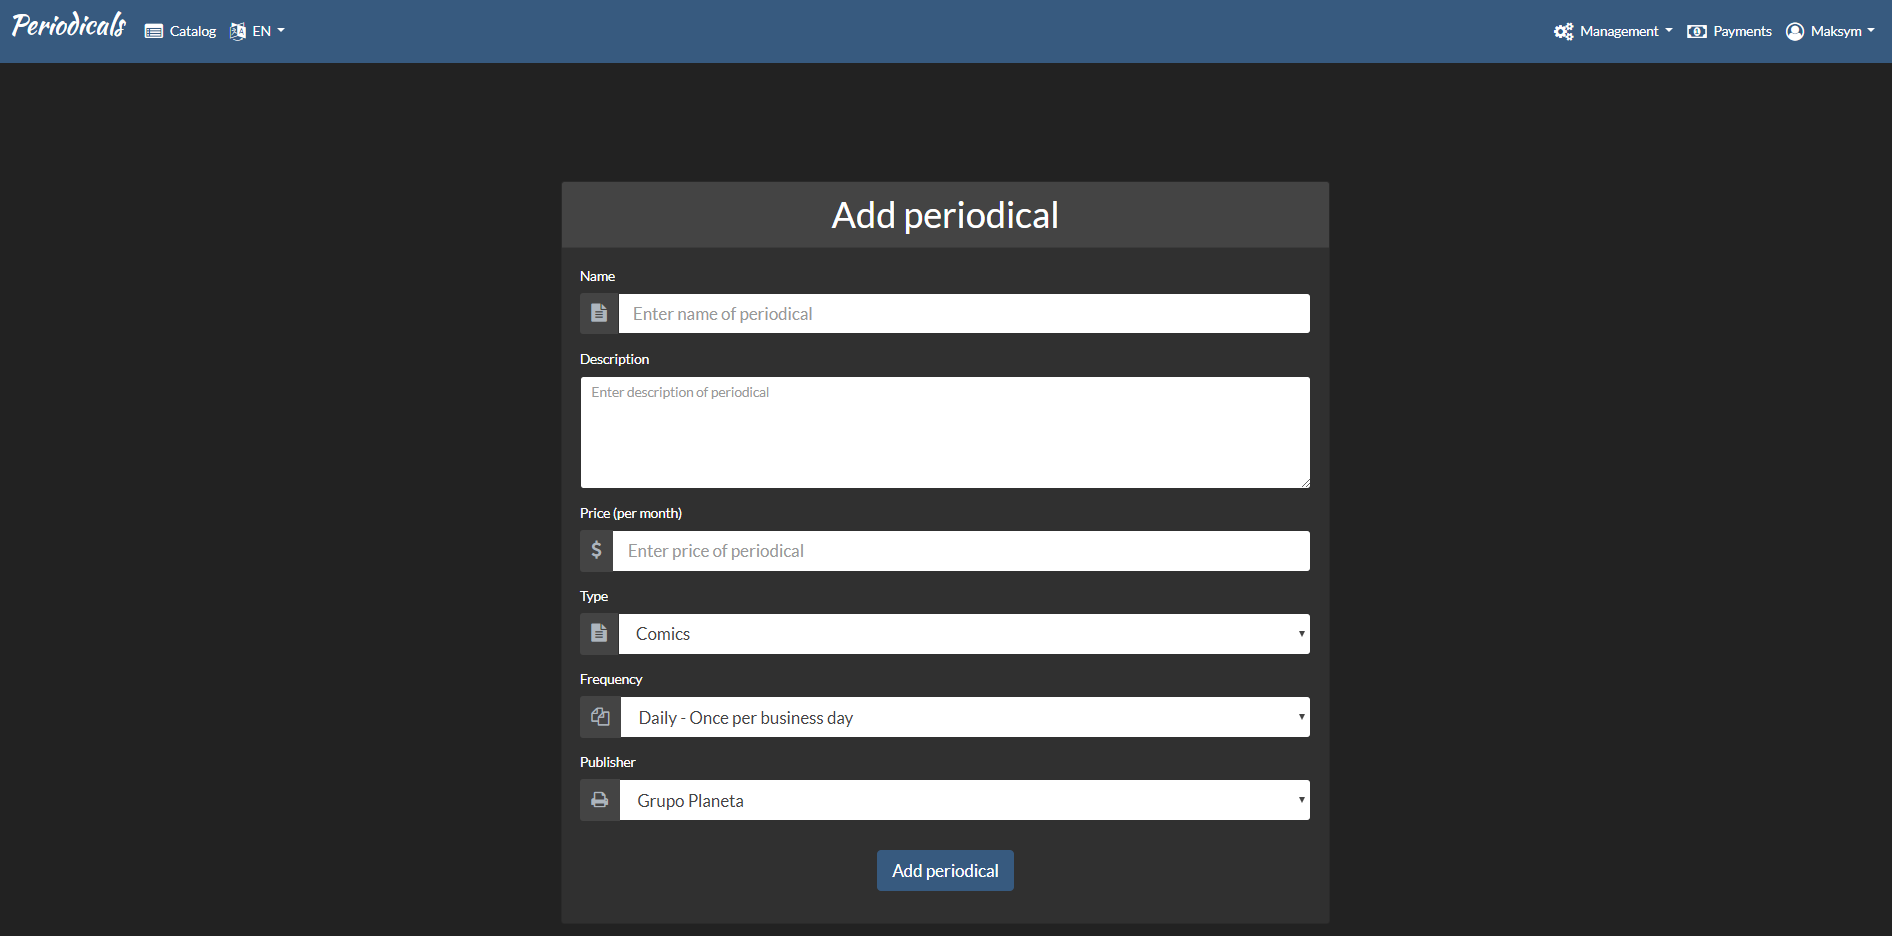 Periodicals Catalog EN Management Payments Maksym
Add periodical
Name
Enter name of periodical
Description
Enter description of periodical
Price (per month)
$ Enter price of periodical
Type
Comics
Frequency
Daily - Once per business day
Publisher
Grupo Planeta
Add periodical